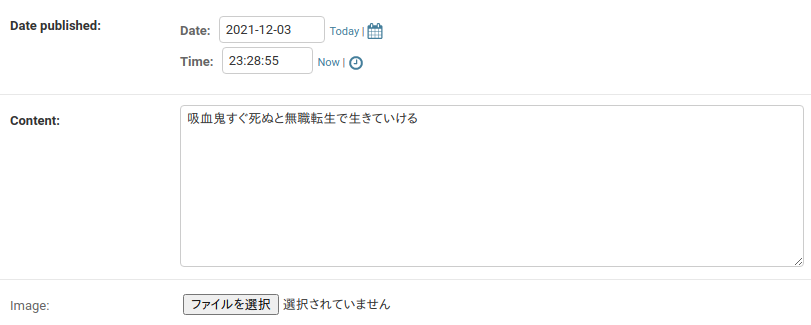 Date published:
Date: 2021-12-03 Today |
Time: 23:28:55 Now |
Content:
吸血鬼すぐ死ぬと無職転生で生きていける
Image:
ファイルを選択 選択されていません